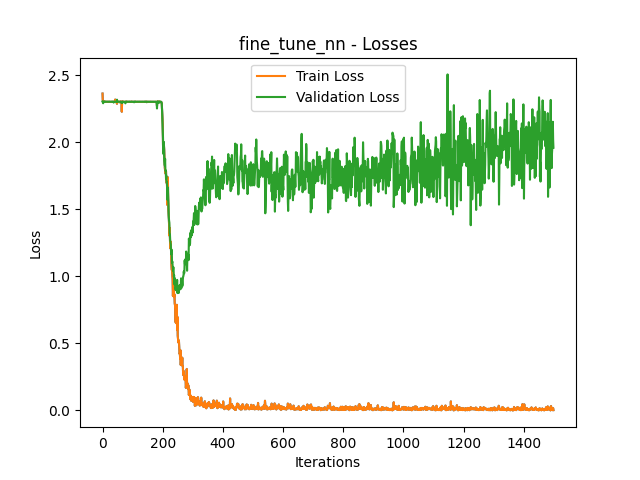 fine_tune_nn - Losses
Train Loss
Validation Loss
2.5
2.0
1.5
1.0
0.5
0.0
Loss
0 200 400 600 800 1000 1200 1400
Iterations